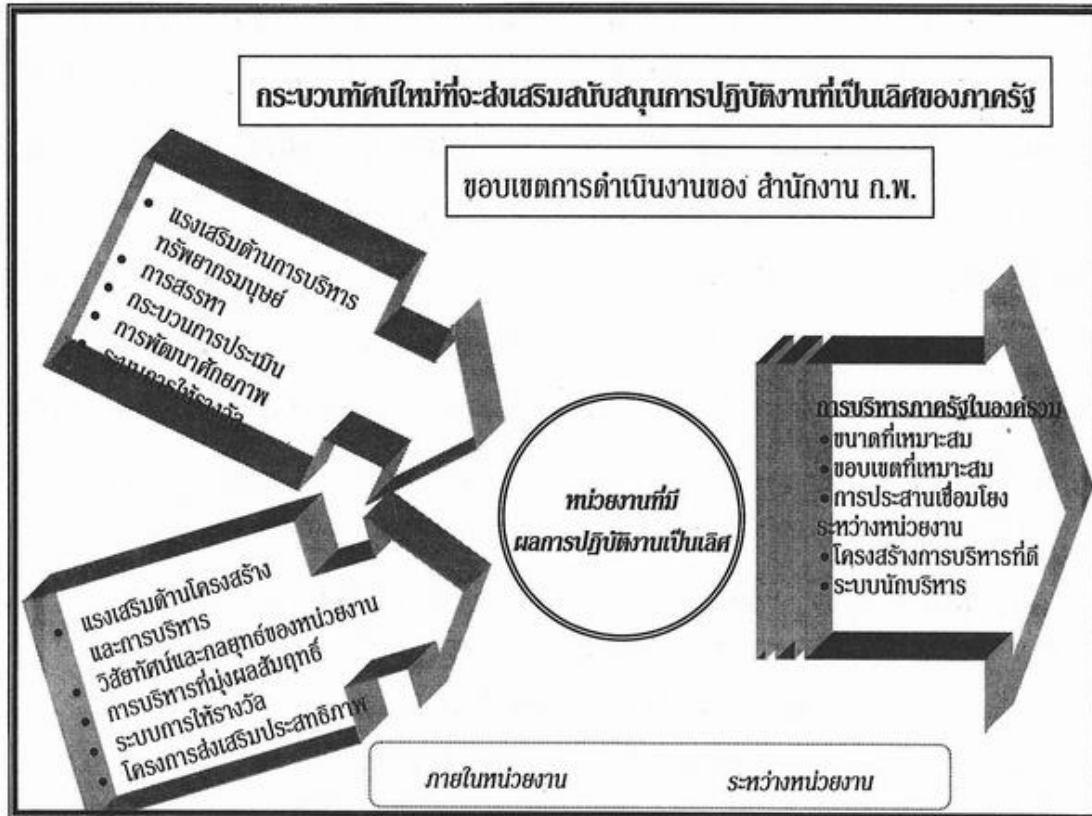 กระบวนทัศน์ใหม่ที่จะส่งเสริมสนับสนุนการปฏิบัติงานที่เป็นเลิศของภาครัฐ
ขอบเขตการดำเนินงานของ สำนักงาน ก.พ.
• แรงเสริมด้านการบริหาร
ทรัพยากรมนุษย์
• การสรรหา
• กระบวนการประเมิน
• การพัฒนาศักยภาพ
• ระบบการให้รางวัล
หน่วยงานที่มี
ผลการปฏิบัติงานเป็นเลิศ
การบริหารภาครัฐในองค์รวม
•ขนาดที่เหมาะสม
•ขอบเขตที่เหมาะสม
•การประสานเชื่อมโยง
ระหว่างหน่วยงาน
•โครงสร้างการบริหารที่ดี
•ระบบนักบริหาร
• แรงเสริมด้านโครงสร้าง
และการบริหาร
• วิสัยทัศน์และกลยุทธ์ของหน่วยงาน
• การบริหารที่มุ่งผลสัมฤทธิ์
• ระบบการให้รางวัล
• โครงการส่งเสริมประสทธิภาพ
ภายในหน่วยงาน
ระหว่างหน่วยงาน